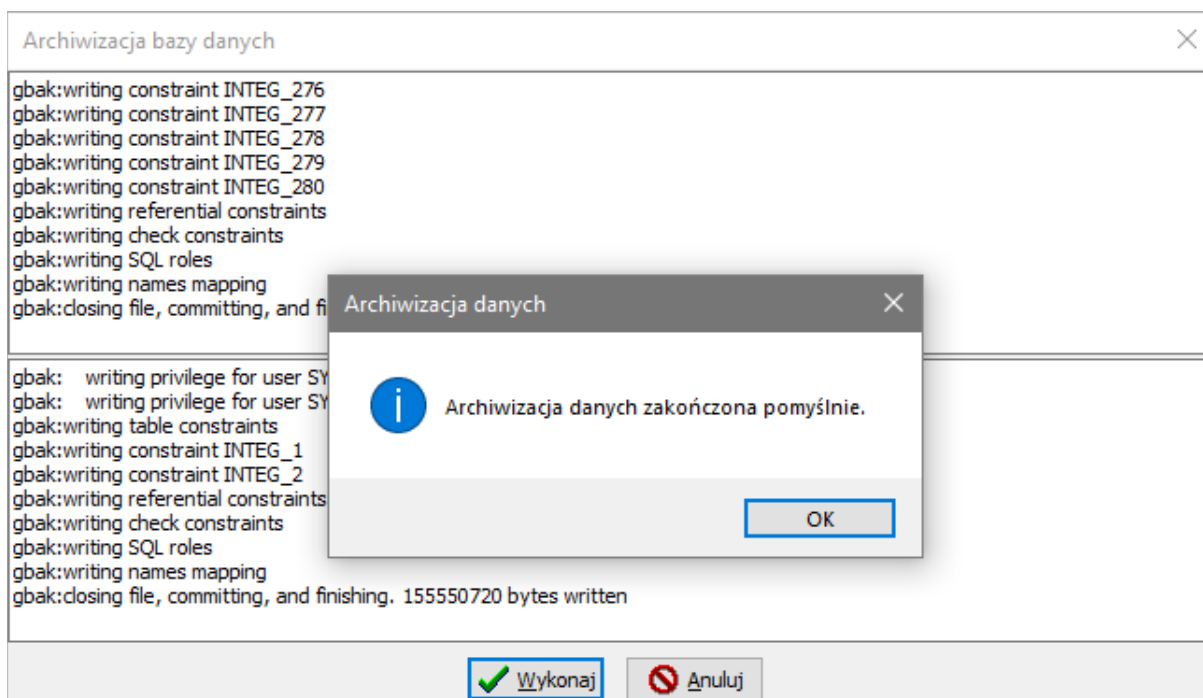 Archiwizacja bazy danych
gbak:writing constraint INTEG_276
gbak:writing constraint INTEG_277
gbak:writing constraint INTEG_278
gbak:writing constraint INTEG_279
gbak:writing constraint INTEG_280
gbak:writing referential constraints
gbak:writing check constraints
gbak:writing SQL roles
gbak:writing names mapping
gbak:closing file, committing, and
Archiwizacja danych
Archiwizacja danych zakończona pomyślnie.
OK
gbak: writing privilege for user
gbak: writing privilege for user
gbak:writing table constraints
gbak:writing constraint INTEG_1
gbak:writing constraint INTEG_2
gbak:writing referential constraints
gbak:writing check constraints
gbak:writing SQL roles
gbak:writing names mapping
gbak:closing file, committing, and finishing. 155550720 bytes written
Wykonaj
Anuluj